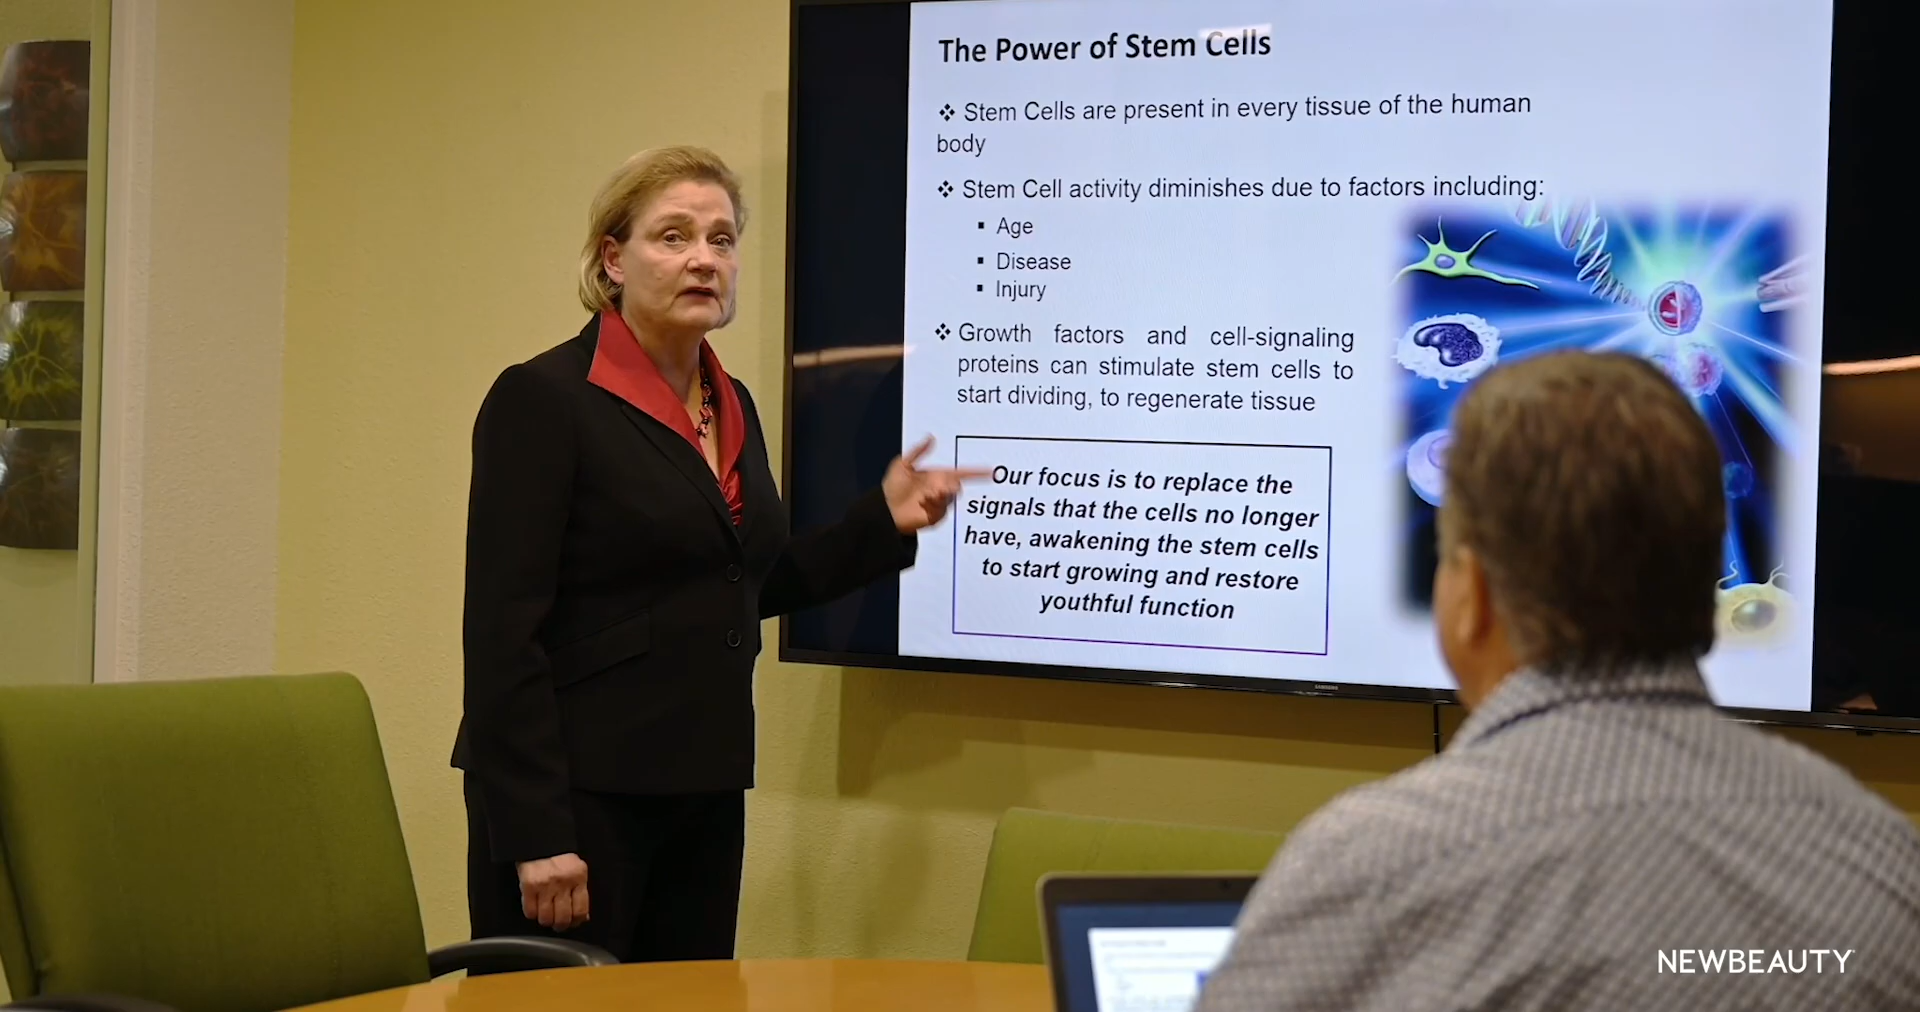 The Power of Stem Cells
❖ Stem Cells are present in every tissue of the human
body
❖ Stem Cell activity diminishes due to factors including:
▪ Age
▪ Disease
▪ Injury
❖ Growth factors and cell-signaling
proteins can stimulate stem cells to
start dividing, to regenerate tissue
Our focus is to replace the
signals that the cells no longer
have, awakening the stem cells
to start growing and restore
youthful function
SAMSUNG
NEWBEAUTY